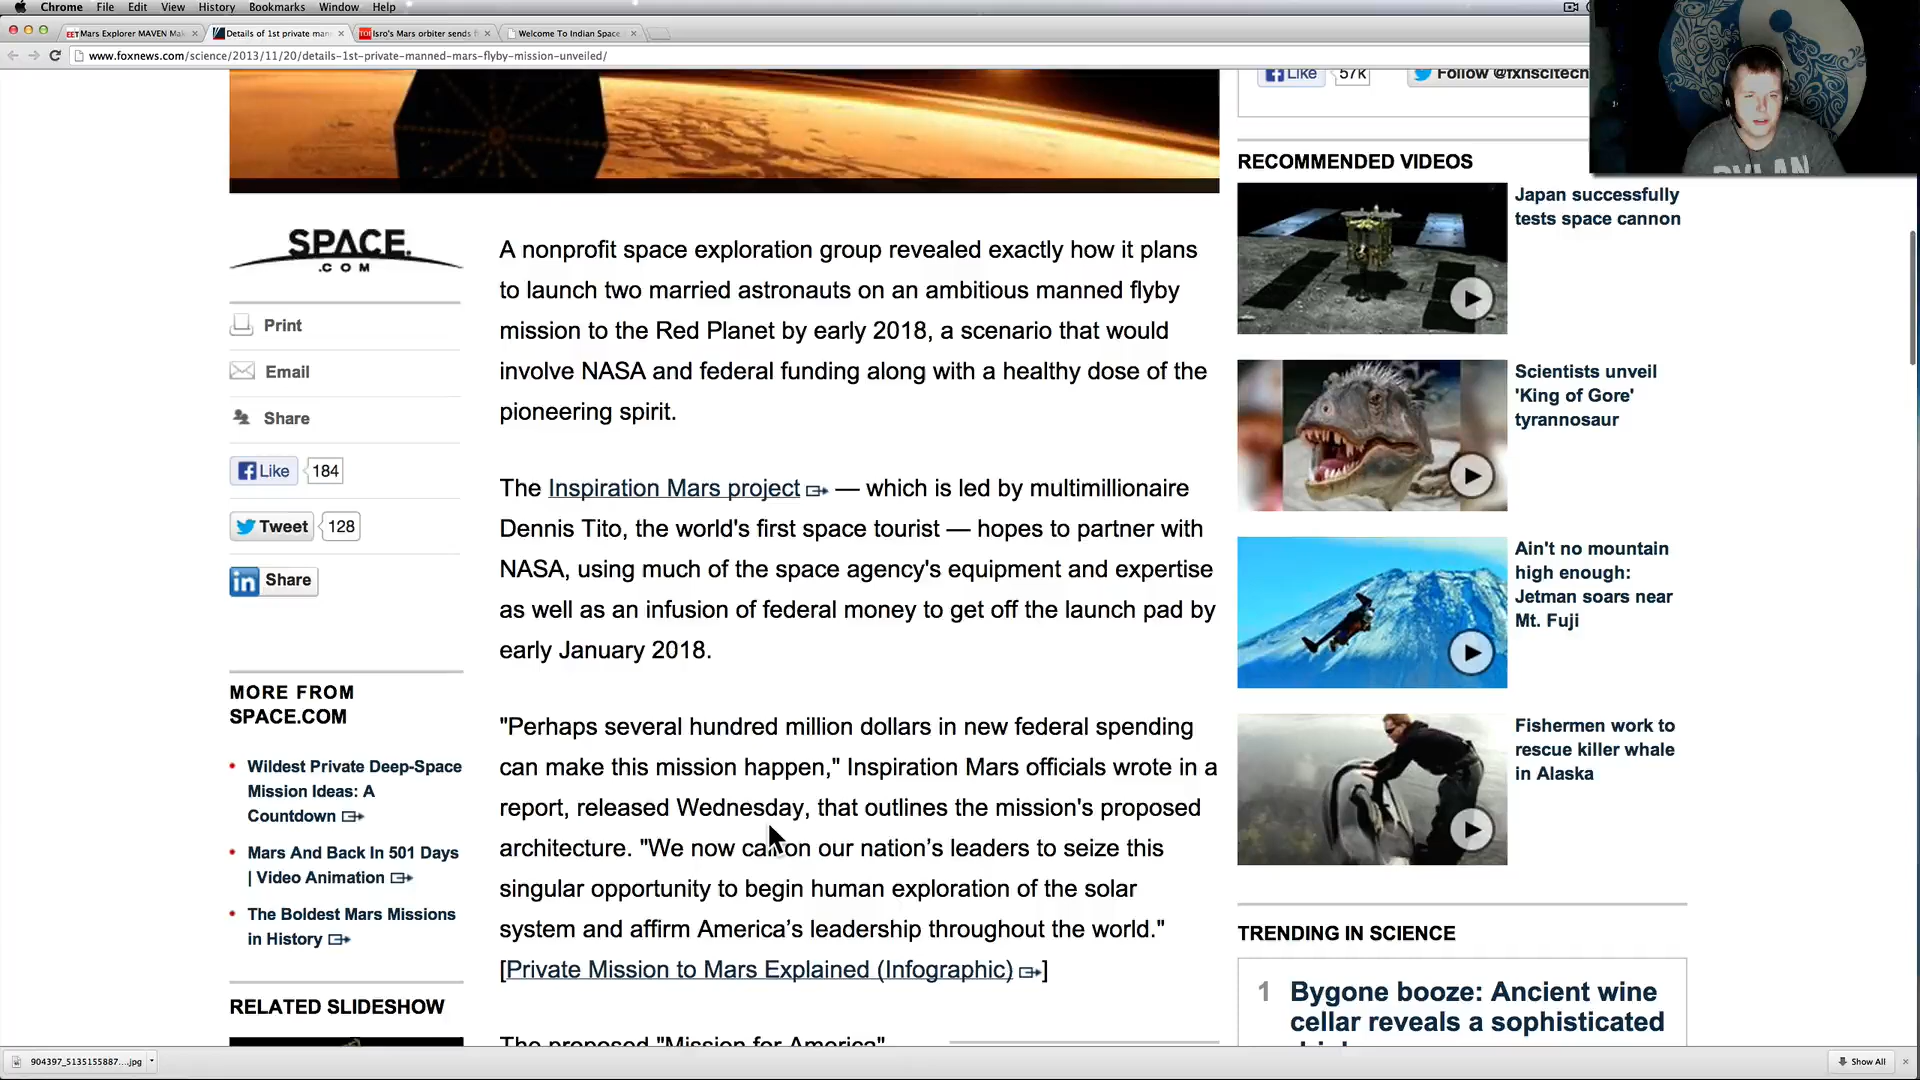 Chrome File Edit View History Bookmarks Window Help
Mars Explorer MAVEN Ma
Details of 1st private man
Isro's Mars orbiter sends f
Welcome To Indian Space
www.foxnews.com/science/2013/11/20/details-1st-private-manned-mars-flyby-mission-unveiled/
SPACE
.COM
Print
Email
Share
Like 184
Tweet 128
in Share
MORE FROM
SPACE.COM
Wildest Private Deep-Space
Mission Ideas: A
Countdown
Mars And Back In 501 Days
| Video Animation
The Boldest Mars Missions
in History
RELATED SLIDESHOW
A nonprofit space exploration group revealed exactly how it plans
to launch two married astronauts on an ambitious manned flyby
mission to the Red Planet by early 2018, a scenario that would
involve NASA and federal funding along with a healthy dose of the
pioneering spirit.
The Inspiration Mars project — which is led by multimillionaire
Dennis Tito, the world's first space tourist — hopes to partner with
NASA, using much of the space agency's equipment and expertise
as well as an infusion of federal money to get off the launch pad by
early January 2018.
"Perhaps several hundred million dollars in new federal spending
can make this mission happen," Inspiration Mars officials wrote in a
report, released Wednesday, that outlines the mission's proposed
architecture. "We now call on our nation’s leaders to seize this
singular opportunity to begin human exploration of the solar
system and affirm America’s leadership throughout the world."
[Private Mission to Mars Explained (Infographic)]
The proposed "Mission for America"
Like 57k Follow @fxnscitech
RECOMMENDED VIDEOS
Japan successfully
tests space cannon
Scientists unveil
'King of Gore'
tyrannosaur
Ain't no mountain
high enough:
Jetman soars near
Mt. Fuji
Fishermen work to
rescue killer whale
in Alaska
TRENDING IN SCIENCE
1 Bygone booze: Ancient wine
cellar reveals a sophisticated
DYLAN
904397_5135155887....jpg
Show All